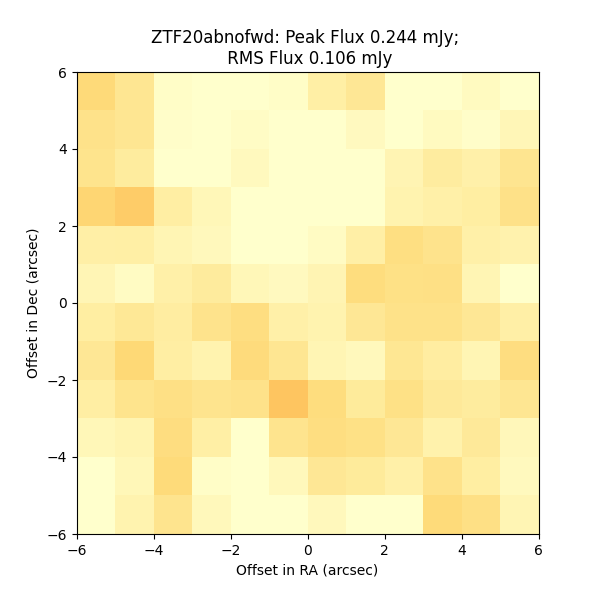 ZTF20abnofwd: Peak Flux 0.244 mJy;
RMS Flux 0.106 mJy
6
4
2
0
−2
−4
−6
Offset in Dec (arcsec)
−6 −4 −2 0 2 4 6
Offset in RA (arcsec)